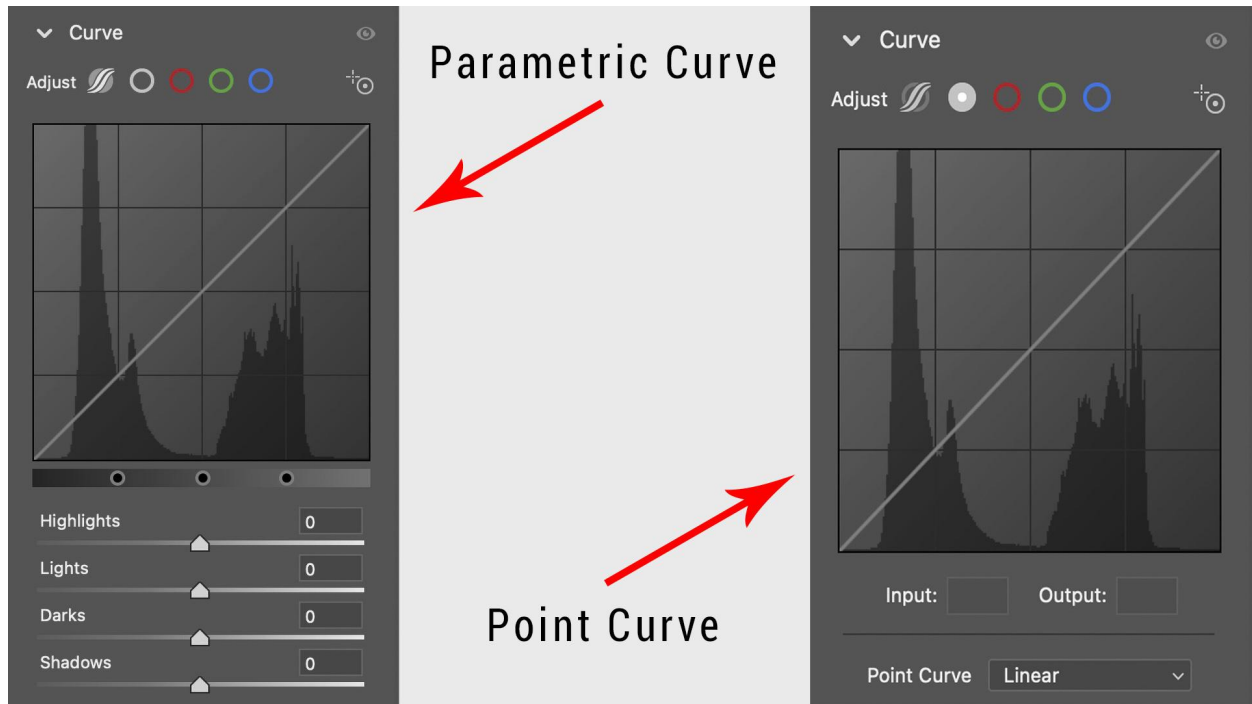 Curve
Adjust
Highlights 0
Lights 0
Darks 0
Shadows 0
Parametric Curve
Point Curve
Curve
Adjust
Input: Output:
Point Curve Linear